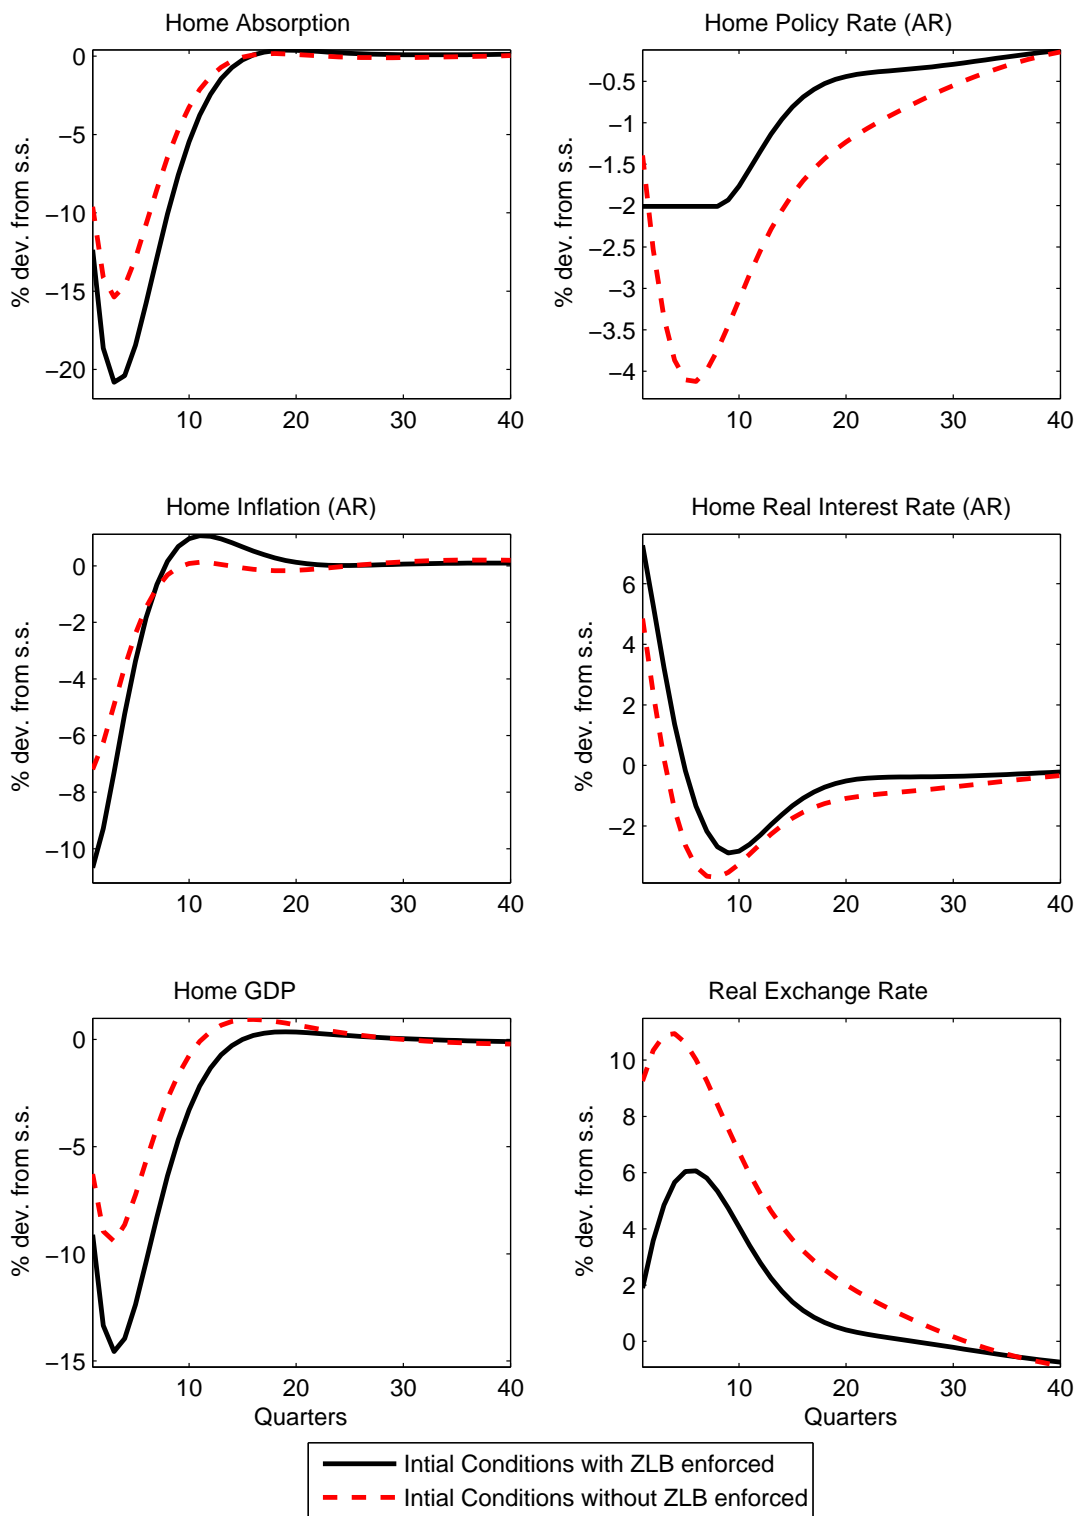 Home Absorption
Home Policy Rate (AR)
% dev. from s.s.
0
−5
−10
−15
−20
10 20 30 40
% dev. from s.s.
−0.5
−1
−1.5
−2
−2.5
−3
−3.5
−4
10 20 30 40
Home Inflation (AR)
Home Real Interest Rate (AR)
% dev. from s.s.
0
−2
−4
−6
−8
−10
10 20 30 40
% dev. from s.s.
6
4
2
0
−2
10 20 30 40
Home GDP
Real Exchange Rate
% dev. from s.s.
0
−5
−10
−15
10 20 30 40
Quarters
% dev. from s.s.
10
8
6
4
2
0
10 20 30 40
Quarters
Intial Conditions with ZLB enforced
Intial Conditions without ZLB enforced